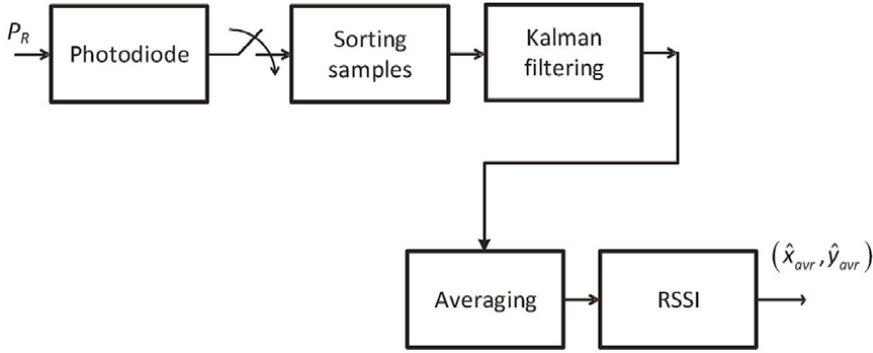 P_R
Photodiode
Sorting
samples
Kalman
filtering
Averaging
RSSI
(x̂_avr, ŷ_avr)